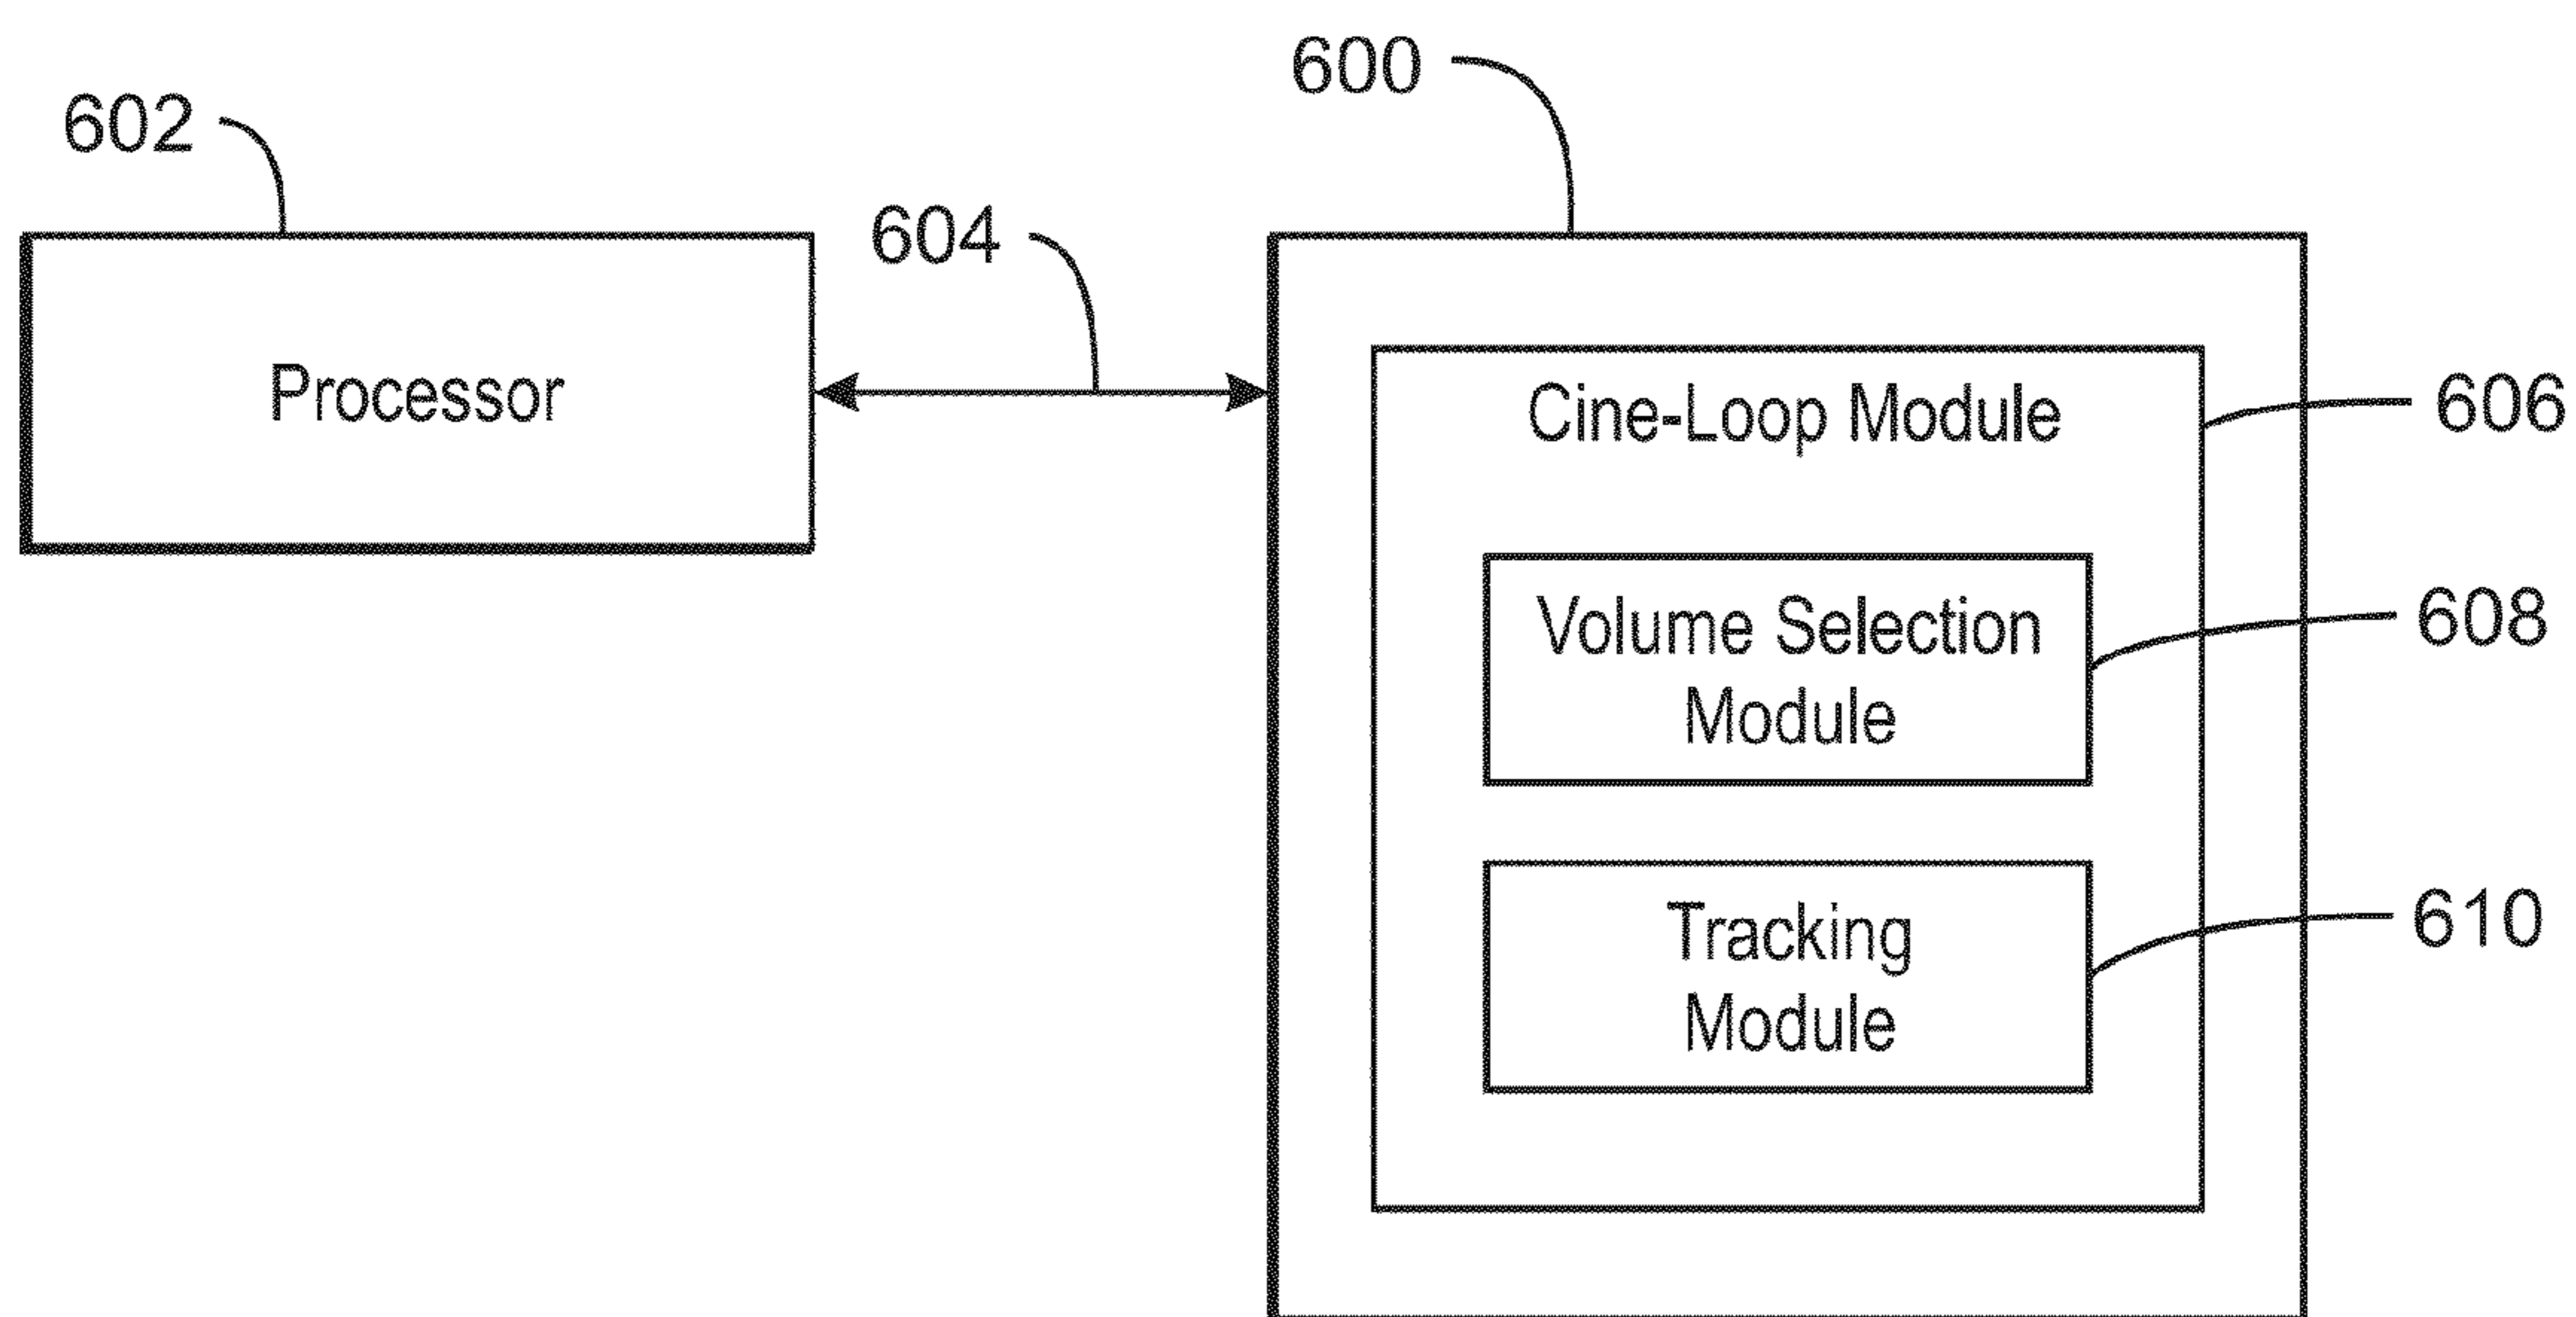 600
602
604
Processor
Cine-Loop Module
606
Volume Selection
Module
608
Tracking
Module
610